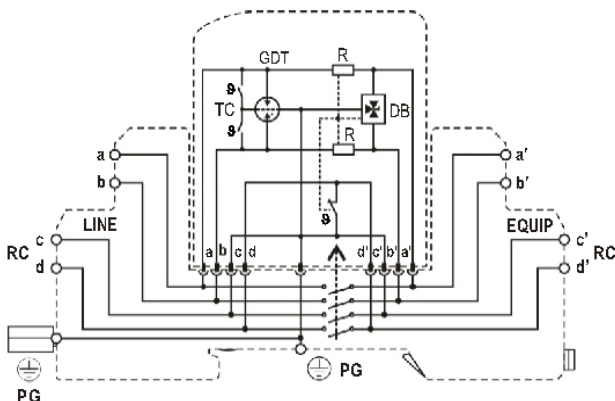 GDT R
ϑ TC DB
ϑ R
a a'
b b'
ϑ
LINE EQUIP
RC c a b c d d' c' b' a' c' RC
d d'
PG PG